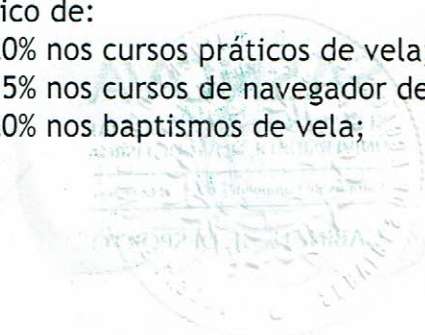 ico de:
0% nos cursos práticos de vela;
5% nos cursos de navegador de
0% nos baptismos de vela;